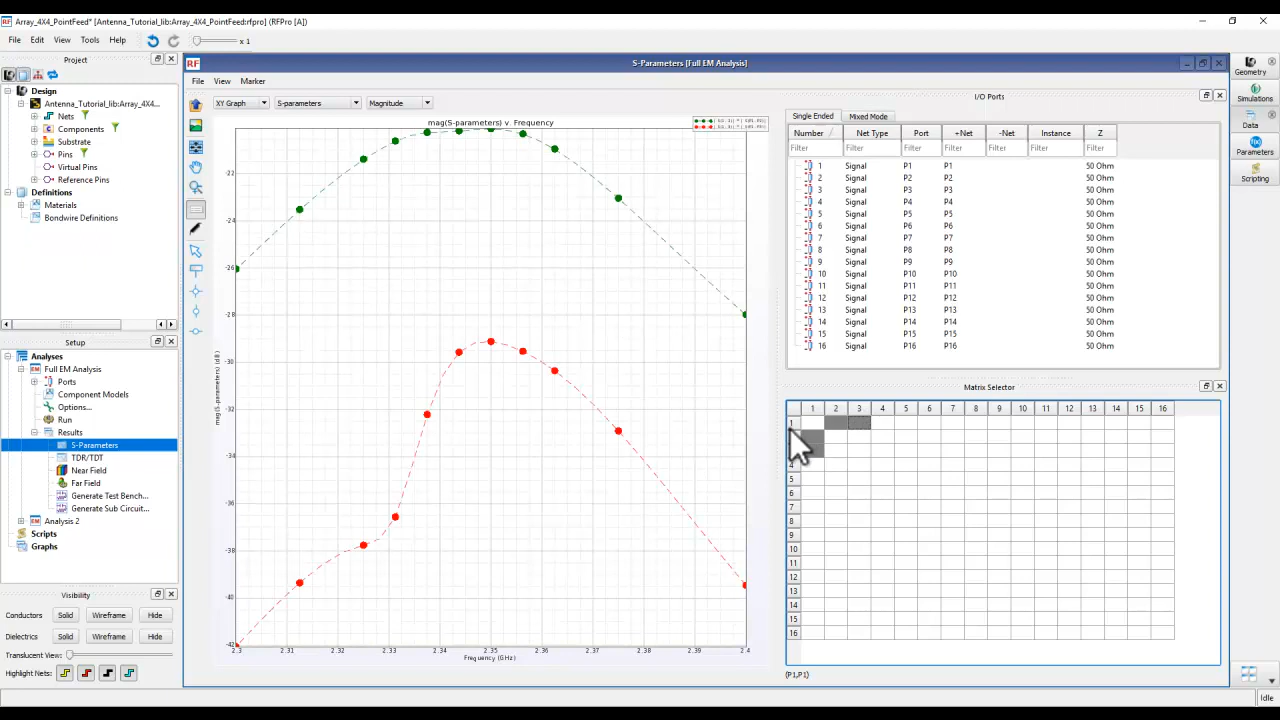 Array_4X4_PointFeed* [Antenna_Tutorial_lib:Array_4X4_PointFeed:rfpro] (RFPro [A])
File Edit View Tools Help x 1
Project
Design
Antenna_Tutorial_lib:Array_4X4...
Nets
Components
Substrate
Pins
Virtual Pins
Reference Pins
Definitions
Materials
Bondwire Definitions
Setup
Analyses
Full EM Analysis
Ports
Component Models
Options...
Run
Results
S-Parameters
TDR/TDT
Near Field
Far Field
Generate Test Bench...
Generate Sub Circuit...
Analysis 2
Scripts
Graphs
Visibility
Conductors Solid Wireframe Hide
Dielectrics Solid Wireframe Hide
Translucent View:
Highlight Nets:
RF S-Parameters [Full EM Analysis]
File View Marker
XY Graph S-parameters Magnitude
mag(S-parameters) v. Frequency
mag(S-parameters) (dB)
-22
-24
-26
-28
-30
-32
-34
-36
-38
-40
-42
2.3 2.31 2.32 2.33 2.34 2.35 2.36 2.37 2.38 2.39 2.4
Frequency (GHz)
I/O Ports
Single Ended Mixed Mode
Number Net Type Port +Net -Net Instance Z
Filter Filter Filter Filter Filter Filter Filter
1 Signal P1 P1 50 Ohm
2 Signal P2 P2 50 Ohm
3 Signal P3 P3 50 Ohm
4 Signal P4 P4 50 Ohm
5 Signal P5 P5 50 Ohm
6 Signal P6 P6 50 Ohm
7 Signal P7 P7 50 Ohm
8 Signal P8 P8 50 Ohm
9 Signal P9 P9 50 Ohm
10 Signal P10 P10 50 Ohm
11 Signal P11 P11 50 Ohm
12 Signal P12 P12 50 Ohm
13 Signal P13 P13 50 Ohm
14 Signal P14 P14 50 Ohm
15 Signal P15 P15 50 Ohm
16 Signal P16 P16 50 Ohm
Matrix Selector
1 2 3 4 5 6 7 8 9 10 11 12 13 14 15 16
1
4
5
6
7
8
9
10
11
12
13
14
15
16
(P1,P1)
Geometry
Simulations
Data
Parameters
Scripting
Idle